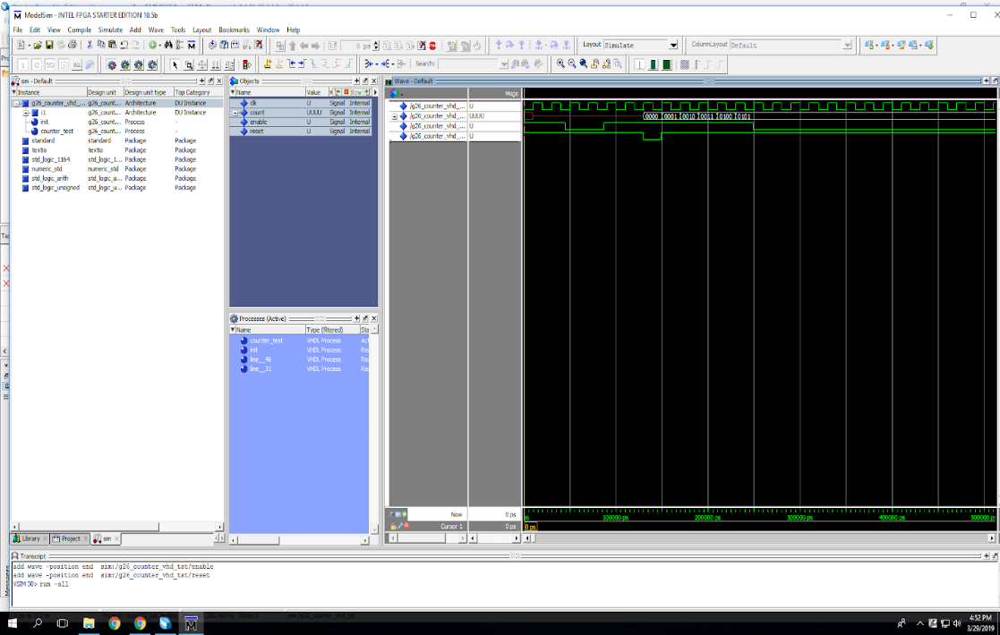 ModelSim - INTEL FPGA STARTER EDITION 10.5b
File Edit View Compile Simulate Add Wave Tools Layout Bookmarks Window Help
0 ps
Layout Simulate
ColumnLayout Default
Search:
sim - Default
Instance Design unit Design unit type Top Category
g26_counter_vhd_... g26_count... Architecture DU Instance
i1 g26_count... Architecture DU Instance
init g26_count... Process -
counter_test g26_count... Process -
standard standard Package Package
textio textio Package Package
std_logic_1164 std_logic_1... Package Package
numeric_std numeric_std Package Package
std_logic_arith std_logic_a... Package Package
std_logic_unsigned std_logic_u... Package Package
Library Project sim
Objects
Name Value Kind Mode
clk U Signal Internal
count UUUU Signal Internal
enable U Signal Internal
reset U Signal Internal
Now
Processes (Active)
Name Type (filtered) Sta
counter_test VHDL Process Act
init VHDL Process Rea
line__46 VHDL Process Rea
line__31 VHDL Process Rea
Wave - Default
Msgs
/g26_counter_vhd_... U
/g26_counter_vhd_... UUUU
/g26_counter_vhd_... U
/g26_counter_vhd_... U
0000 0001 0010 0011 0100 0101
Now 0 ps
Cursor 1 0 ps
ps 100000 ps 200000 ps 300000 ps 400000 ps 500000 ps
0 ps
Transcript
add wave -position end sim:/g26_counter_vhd_tst/enable
add wave -position end sim:/g26_counter_vhd_tst/reset
VSIM 30> run -all
Messages
4:52 PM
3/29/2019